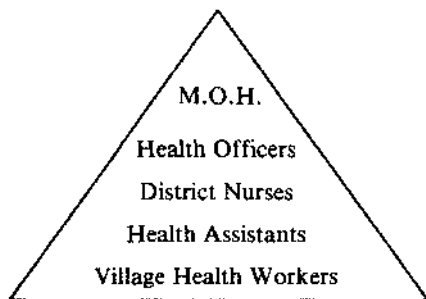 M.O.H.
Health Officers
District Nurses
Health Assistants
Village Health Workers